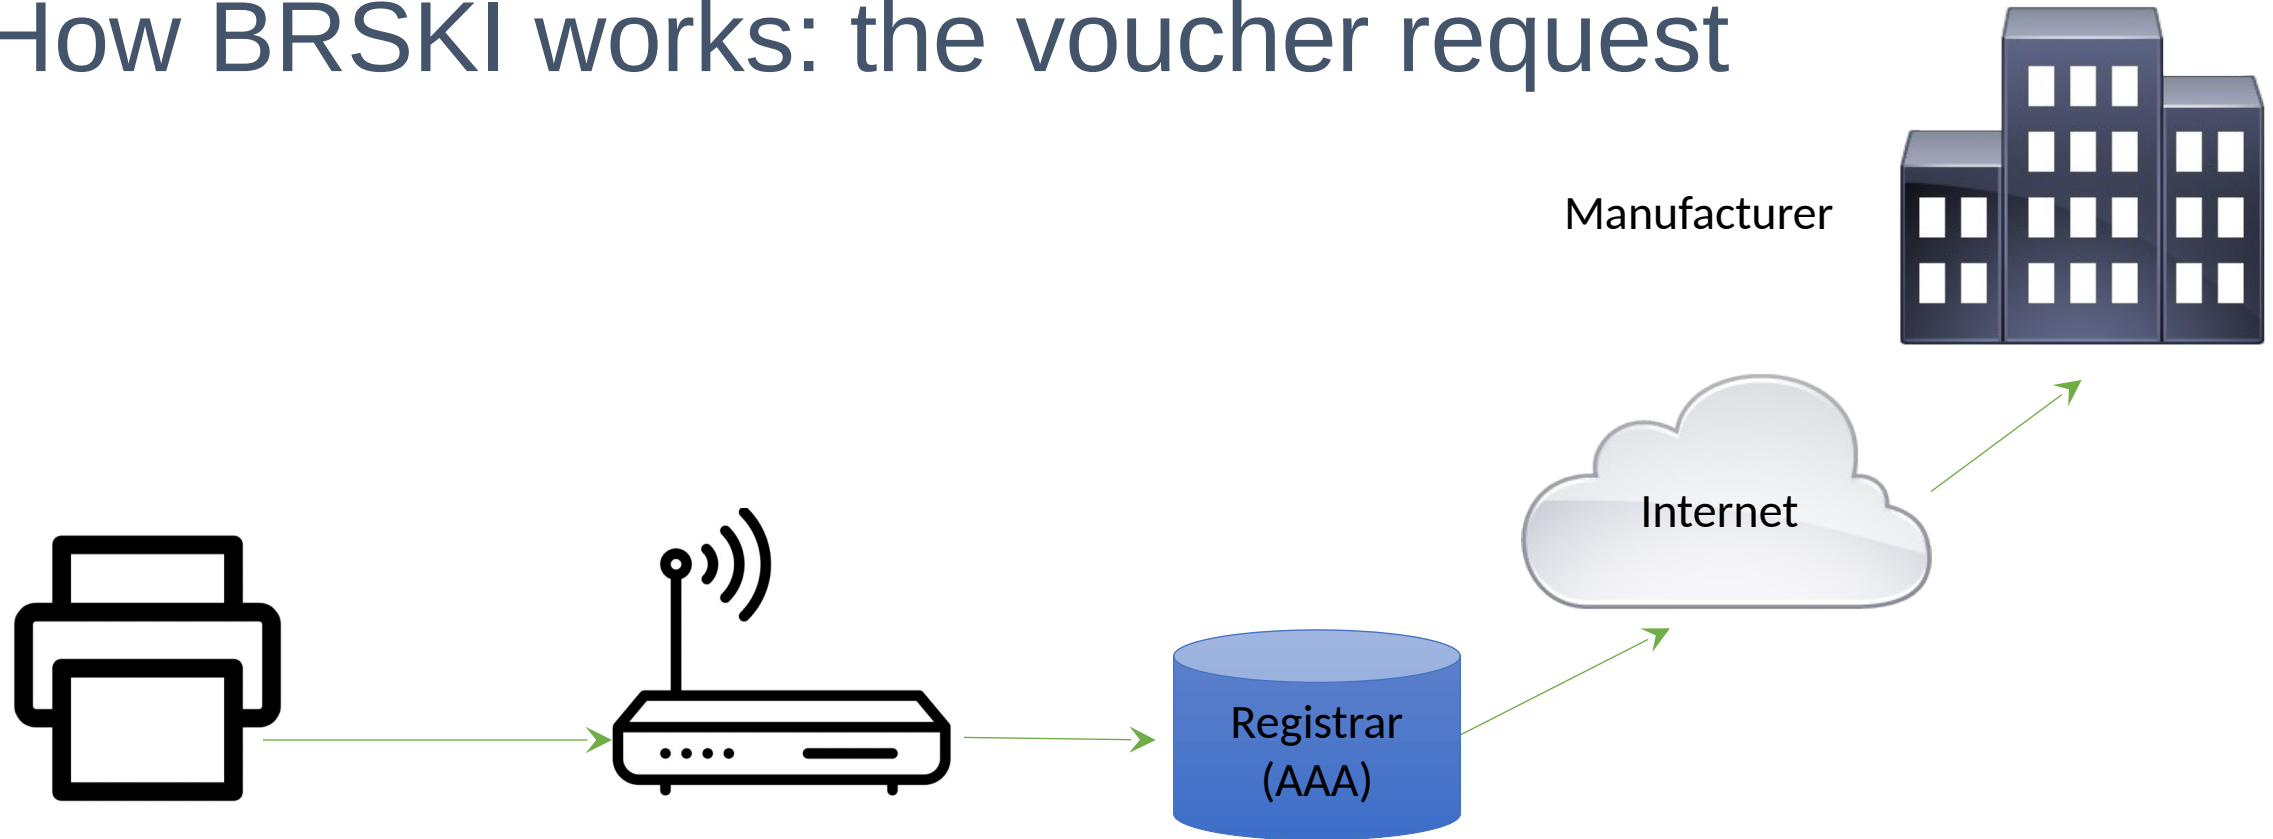 How BRSKI works: the voucher request
Manufacturer
Internet
Registrar
(AAA)